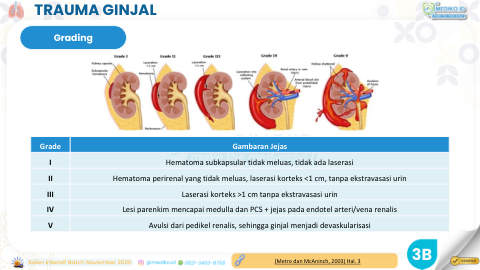 TRAUMA GINJAL
Grading
Grade I
Grade II
Grade III
Grade IV
Grade V
Grade Gambaran Jejas
I Hematoma subkapsular tidak meluas, tidak ada laserasi
II Hematoma perirenal yang tidak meluas, laserasi korteks <1 cm, tanpa ekstravasasi urin
III Laserasi korteks >1 cm tanpa ekstravasasi urin
IV Lesi parenkim mencapai medulla dan PCS + jejas pada endotel arteri/vena renalis
V Avulsi dari pedikel renalis, sehingga ginjal menjadi devaskularisasi
(Metro dan McAninch, 2003) Hal. 3
3B